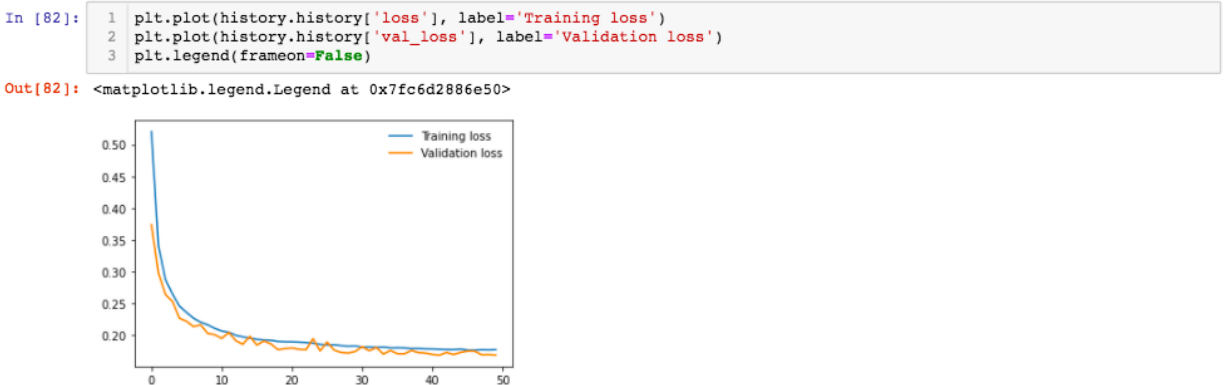 In [82]:
1 plt.plot(history.history['loss'], label='Training loss')
2 plt.plot(history.history['val_loss'], label='Validation loss')
3 plt.legend(frameon=False)
Out[82]: <matplotlib.legend.Legend at 0x7fc6d2886e50>
Training loss
Validation loss
0.50
0.45
0.40
0.35
0.30
0.25
0.20
0 10 20 30 40 50